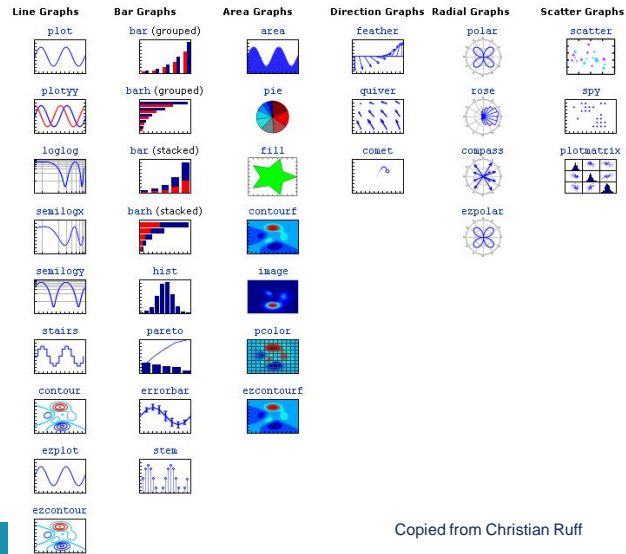 Line Graphs Bar Graphs Area Graphs Direction Graphs Radial Graphs Scatter Graphs
plot bar (grouped) area feather polar scatter
plotyy barh (grouped) pie quiver rose spy
loglog bar (stacked) fill comet compass plotmatrix
semilogx barh (stacked) contourf ezpolar
semilogy hist image
stairs pareto pcolor
contour errorbar ezcontourf
ezplot stem
ezcontour
Copied from Christian Ruff